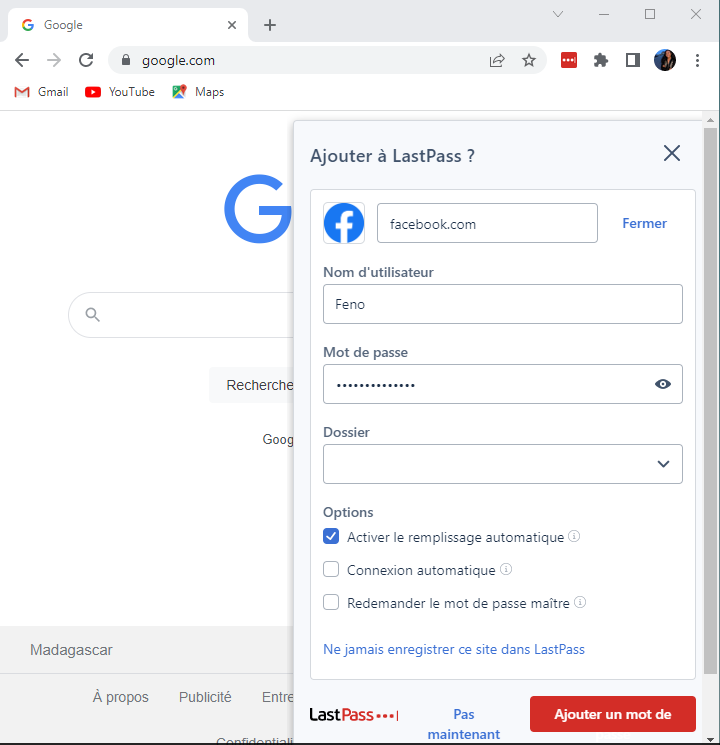 Google
google.com
Gmail
YouTube
Maps
Ajouter à LastPass ?
facebook.com
Fermer
Nom d'utilisateur
Feno
Mot de passe
••••••••••••••
Dossier
Options
Activer le remplissage automatique
Connexion automatique
Redemander le mot de passe maître
Ne jamais enregistrer ce site dans LastPass
LastPass•••|
Pas
maintenant
Ajouter un mot de
G
Recherche
Goog
Madagascar
À propos
Publicité
Entre